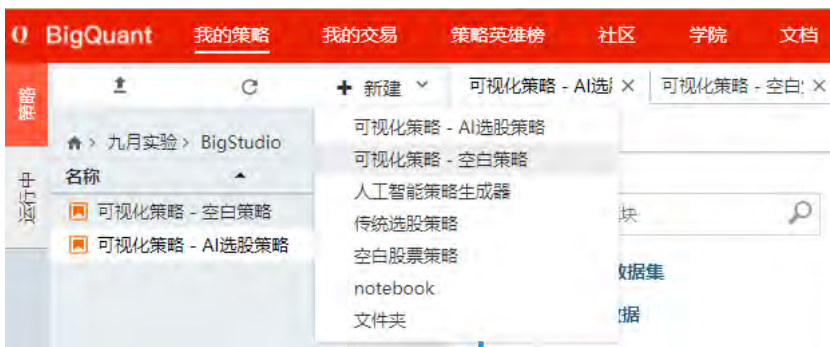 BigQuant 我的策略 我的交易 策略英雄榜 社区 学院 文档
策略
新建 可视化策略 - AI选股 可视化策略 - 空白:
九月实验 > BigStudio
名称
可视化策略 - 空白策略
可视化策略 - AI选股策略
运行中
可视化策略 - AI选股策略
可视化策略 - 空白策略
人工智能策略生成器
传统选股策略
空白股票策略
notebook
文件夹
块
数据集
据